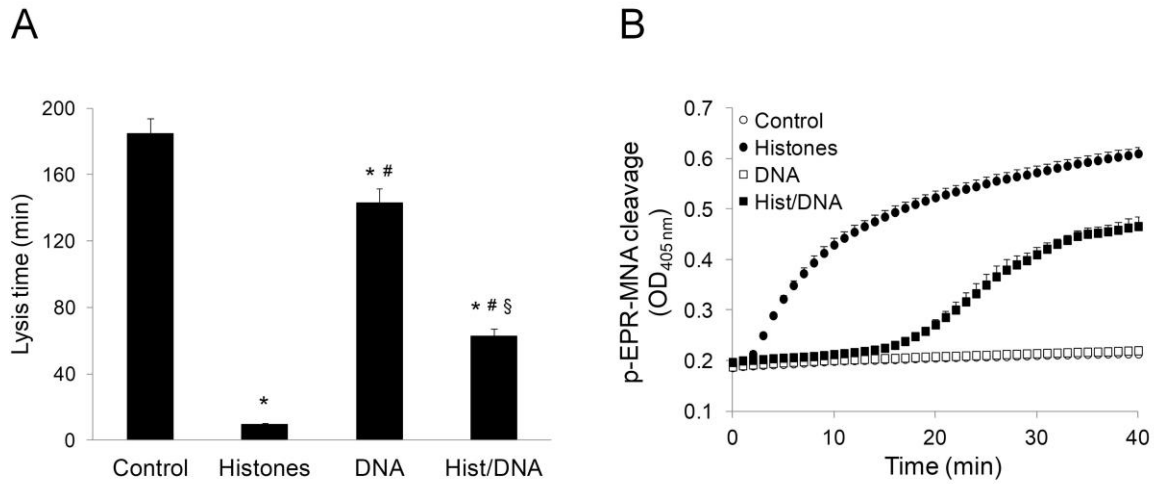 A
Lysis time (min)
200
160
120
80
40
0
*
* #
* # §
Control
Histones
DNA
Hist/DNA
B
p-EPR-MNA cleavage
(OD405 nm)
0.7
0.6
0.5
0.4
0.3
0.2
0.1
Control
Histones
DNA
Hist/DNA
0
10
20
30
40
Time (min)